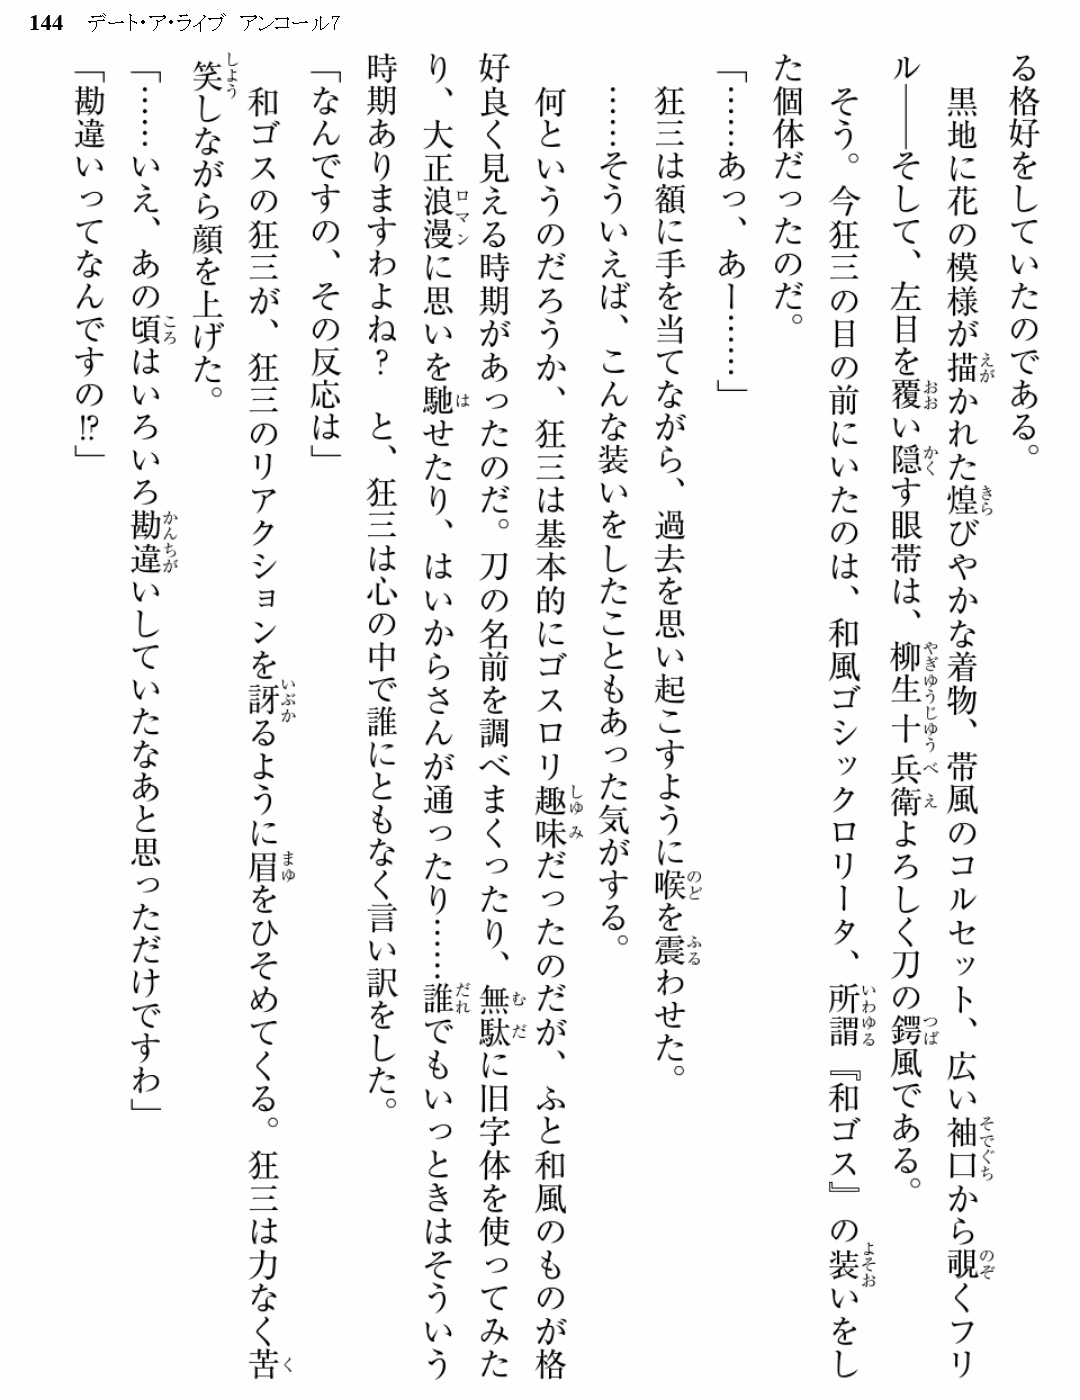 144 デート・ア・ライブ アンコール7
る格好をしていたのである。
黒地に花の模様が描かれた煌びやかな着物、帯風のコルセット、広い袖口から覗くフリ
ル――そして、左目を覆い隠す眼帯は、柳生十兵衛よろしく刀の鍔風である。
そう。今狂三の目の前にいたのは、和風ゴシックロリータ、所謂『和ゴス』の装いをし
た個体だったのだ。
「……あっ、あー……」
狂三は額に手を当てながら、過去を思い起こすように喉を震わせた。
……そういえば、こんな装いをしたこともあった気がする。
何というのだろうか、狂三は基本的にゴスロリ趣味だったのだが、ふと和風のものが格
好良く見える時期があったのだ。刀の名前を調べまくったり、無駄に旧字体を使ってみた
り、大正浪漫に思いを馳せたり、はいからさんが通ったり……誰でもいっときはそういう
時期ありますわよね? と、狂三は心の中で誰にともなく言い訳をした。
「なんですの、その反応は」
和ゴスの狂三が、狂三のリアクションを訝るように眉をひそめてくる。狂三は力なく苦
笑しながら顔を上げた。
「……いえ、あの頃はいろいろ勘違いしていたなあと思っただけですわ」
「勘違いってなんですの!?」